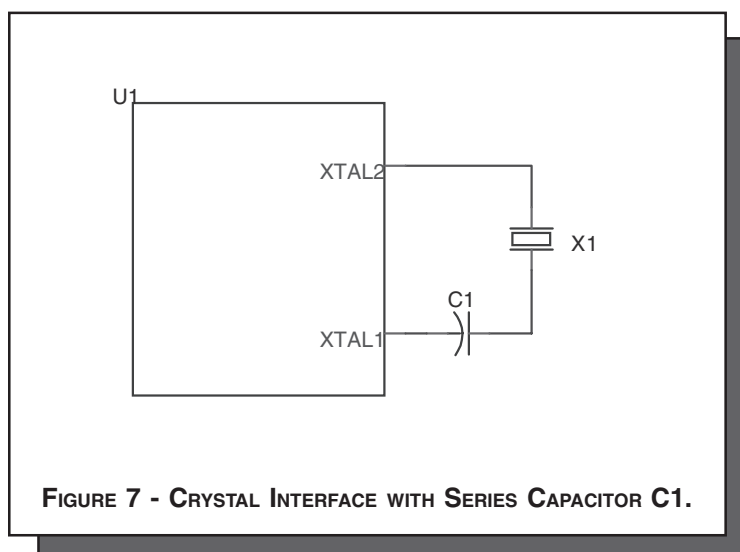 U1
XTAL2
X1
C1
XTAL1
FIGURE 7 - CRYSTAL INTERFACE WITH SERIES CAPACITOR C1.